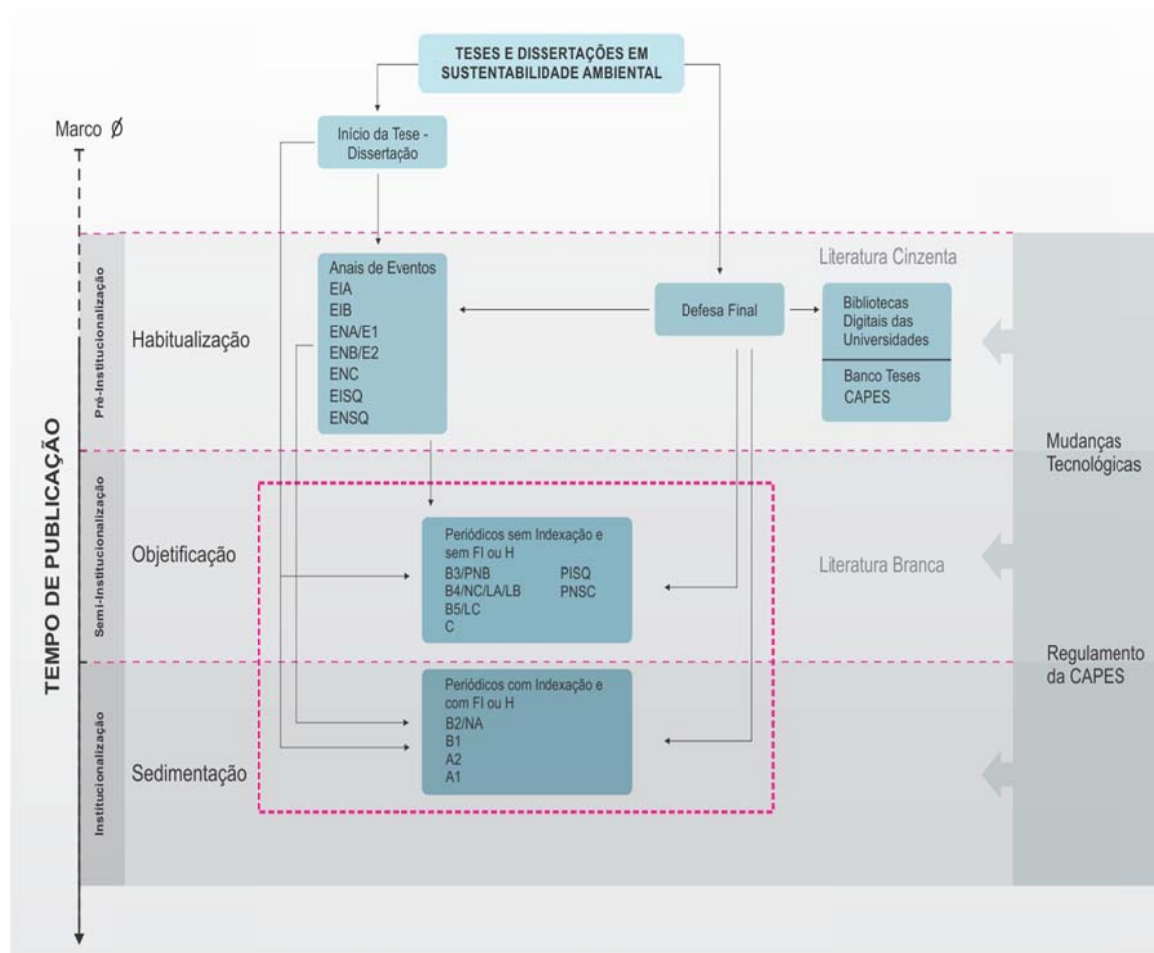 TESES E DISSERTAÇÕES EM
SUSTENTABILIDADE AMBIENTAL
Marco Ø
Início da Tese -
Dissertação
TEMPO DE PUBLICAÇÃO
Pré-Institucionalização
Habitualização
Anais de Eventos
EIA
EIB
ENA/E1
ENB/E2
ENC
EISQ
ENSQ
Defesa Final
Literatura Cinzenta
Bibliotecas
Digitais das
Universidades
Banco Teses
CAPES
Mudanças
Tecnológicas
Semi-Institucionalização
Objetificação
Periódicos sem Indexação e
sem FI ou H
B3/PNB PISQ
B4/NC/LA/LB PNSC
B5/LC
C
Literatura Branca
Regulamento
da CAPES
Institucionalização
Sedimentação
Periódicos com Indexação e
com FI ou H
B2/NA
B1
A2
A1